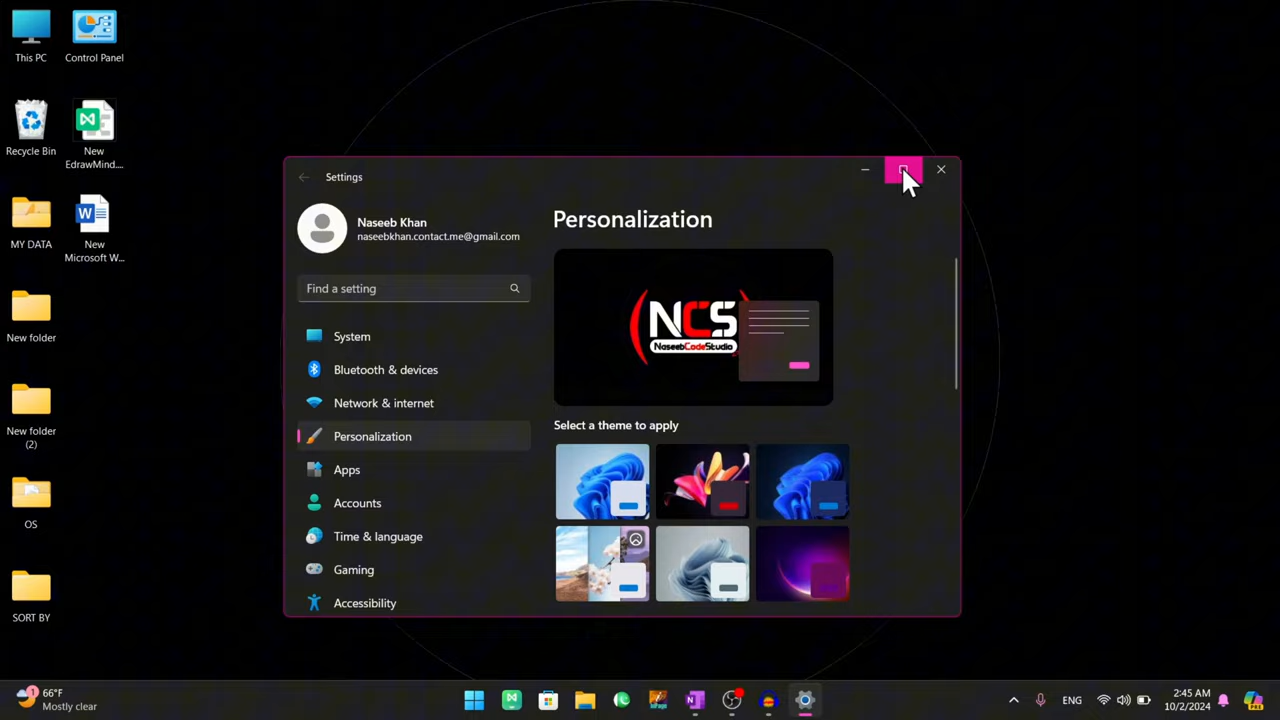 This PC
Control Panel
Recycle Bin
New
EdrawMind....
MY DATA
New
Microsoft W...
New folder
New folder
(2)
OS
SORT BY
Settings
Naseeb Khan
naseebkhan.contact.me@gmail.com
Find a setting
System
Bluetooth & devices
Network & internet
Personalization
Apps
Accounts
Time & language
Gaming
Accessibility
Personalization
NCS
NaseebCodeStudio
Select a theme to apply
1
66°F
Mostly clear
ENG
2:45 AM
10/2/2024
PRE